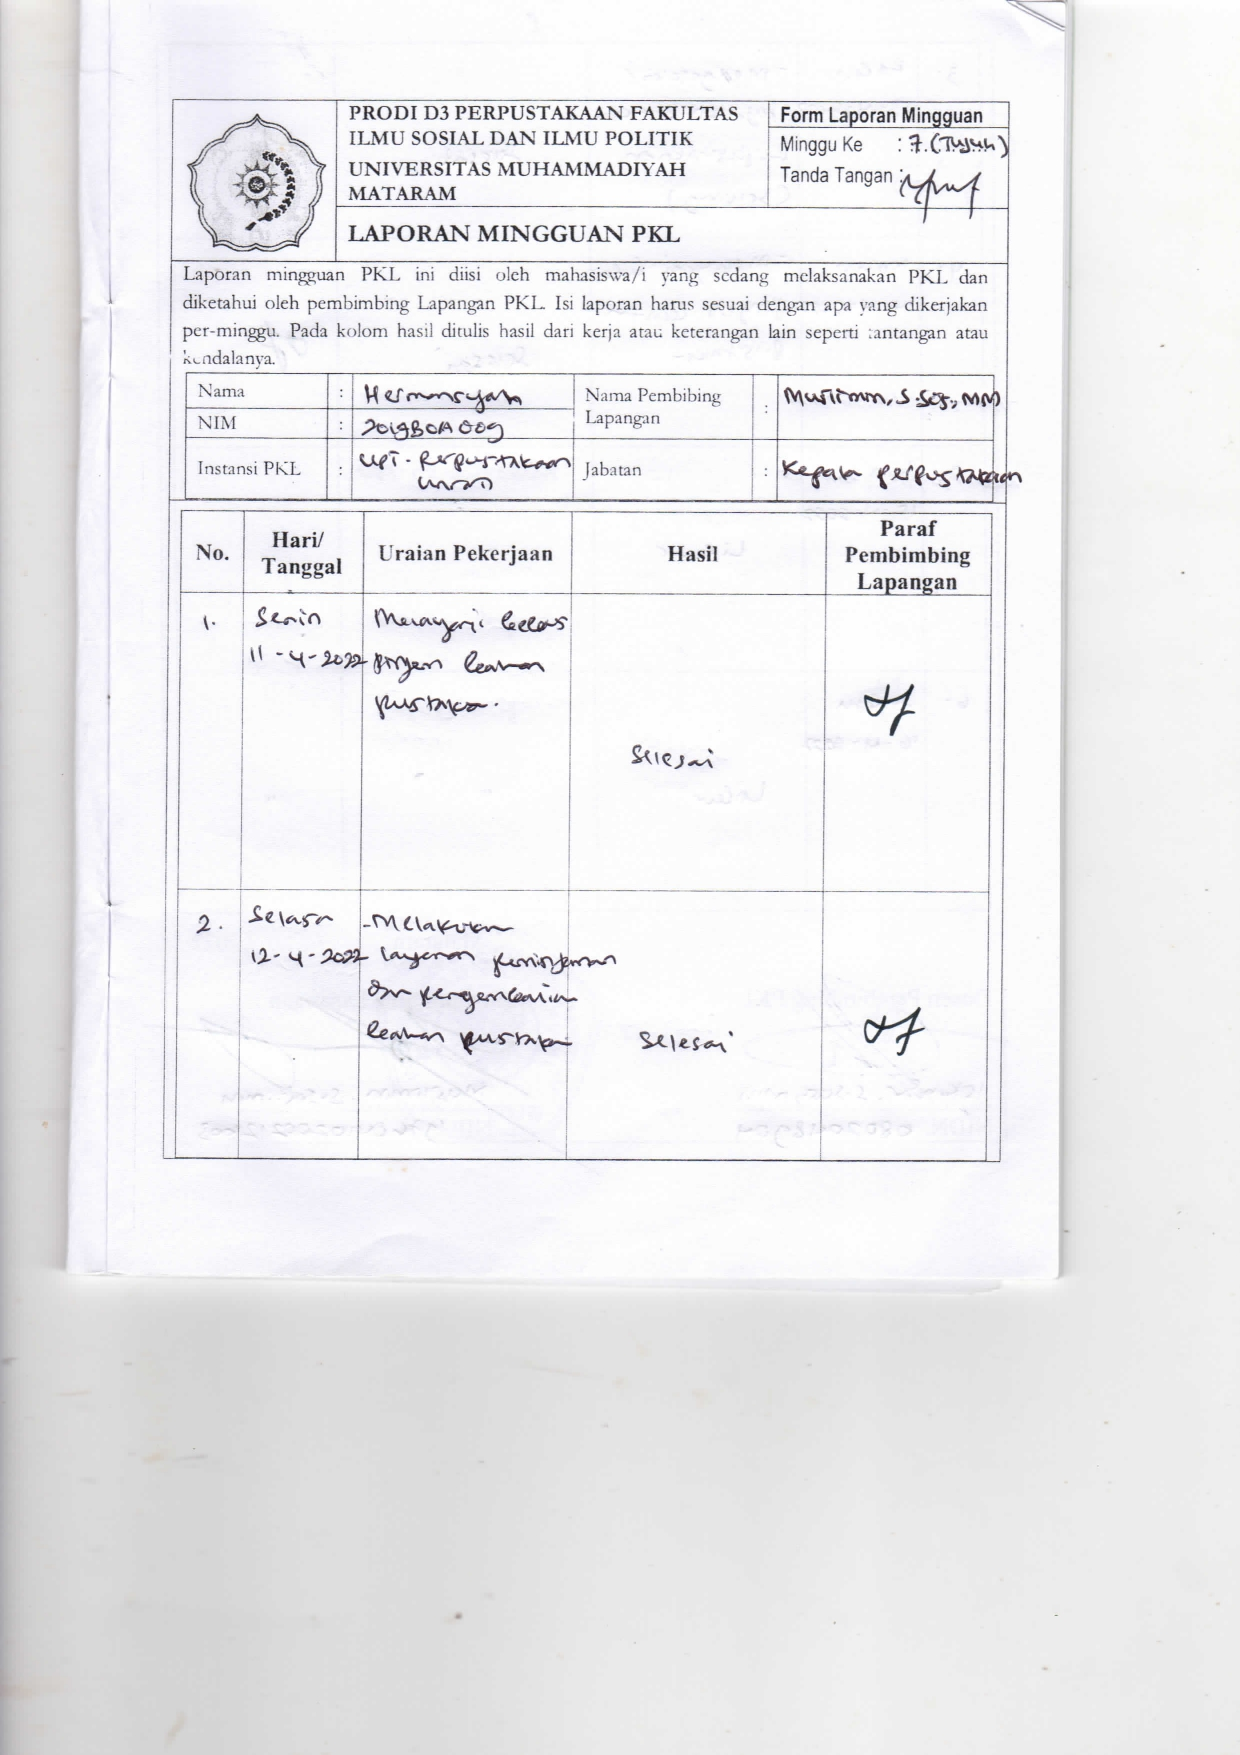 PRODI D3 PERPUSTAKAAN FAKULTAS
ILMU SOSIAL DAN ILMU POLITIK
UNIVERSITAS MUHAMMADIYAH
MATARAM
Form Laporan Mingguan
Minggu Ke : 7.(Tujuh)
Tanda Tangan :
LAPORAN MINGGUAN PKL
Laporan mingguan PKL ini diisi oleh mahasiswa/i yang sedang melaksanakan PKL dan
diketahui oleh pembimbing Lapangan PKL. Isi laporan harus sesuai dengan apa yang dikerjakan
per-minggu. Pada kolom hasil ditulis hasil dari kerja atau keterangan lain seperti tantangan atau
kendalanya.
Nama : Hermansyah
Nama Pembibing
Lapangan :
NIM : 2019B0A009
Instansi PKL : UPT. Perpustakaan
Jabatan : Kepala perpustakaan
No.
Hari/
Tanggal
Uraian Pekerjaan
Hasil
Paraf
Pembimbing
Lapangan
1. Senin
11-4-2022
pustaka.
Selesai
2. Selasa
12-4-2022
-Melakukan
layanan peminjaman
dan pengembalian
bahan pustaka
Selesai